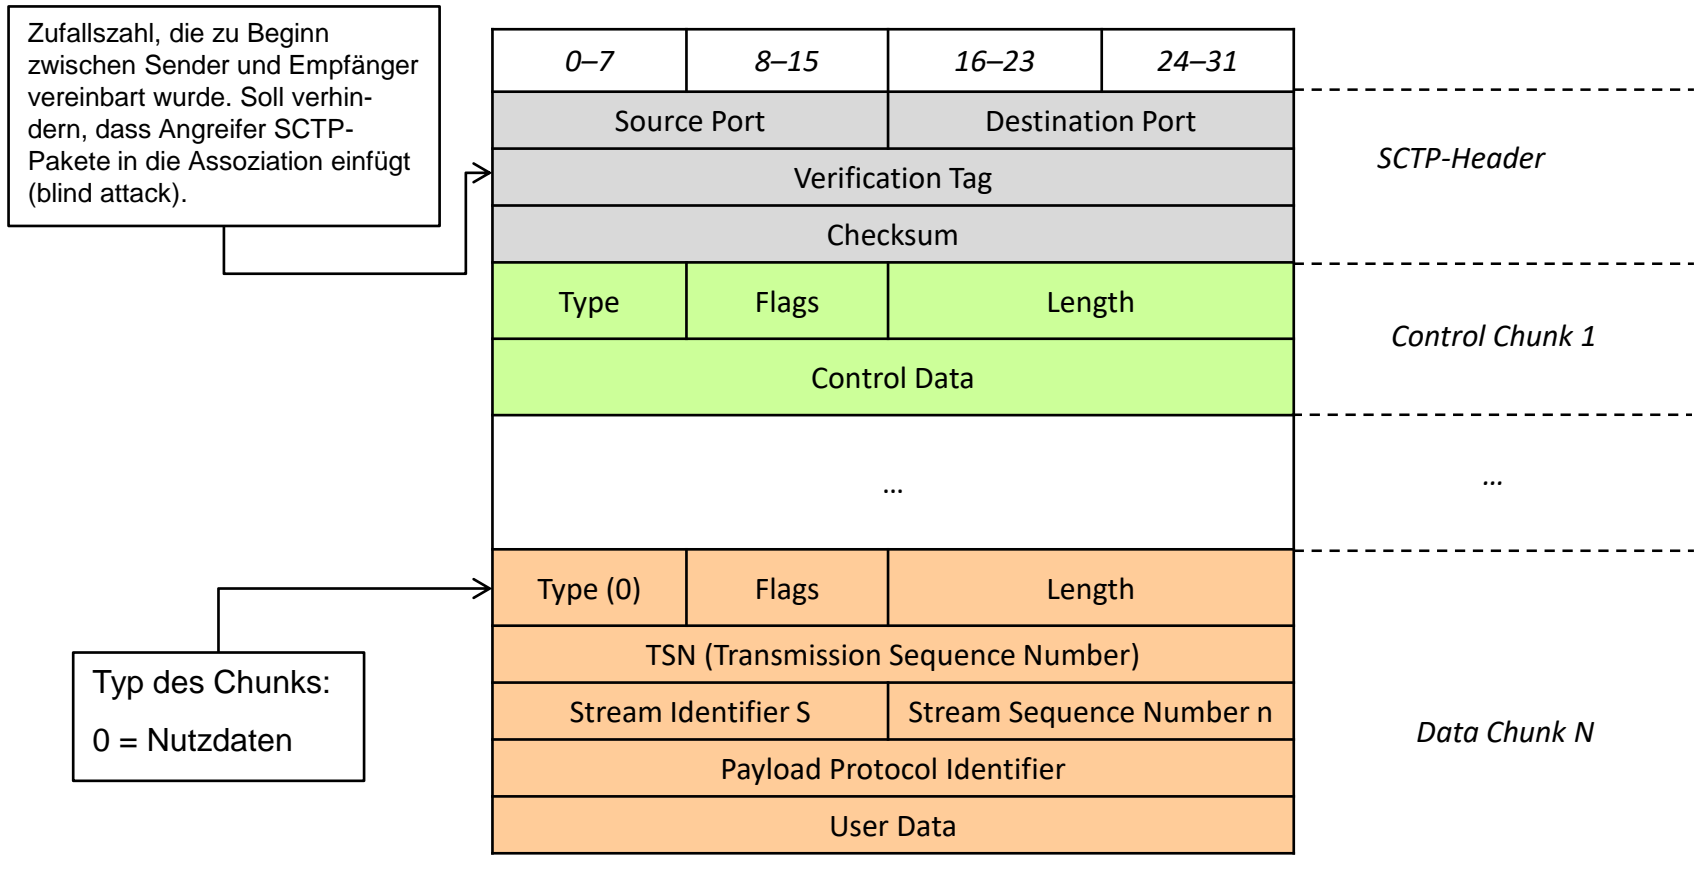 Zufallszahl, die zu Beginn
zwischen Sender und Empfänger
vereinbart wurde. Soll verhin-
dern, dass Angreifer SCTP-
Pakete in die Assoziation einfügt
(blind attack).
0–7 8–15 16–23 24–31
Source Port Destination Port
Verification Tag
Checksum
SCTP-Header
Type Flags Length
Control Data
Control Chunk 1
...
...
Type (0) Flags Length
TSN (Transmission Sequence Number)
Stream Identifier S Stream Sequence Number n
Payload Protocol Identifier
User Data
Data Chunk N
Typ des Chunks:
0 = Nutzdaten